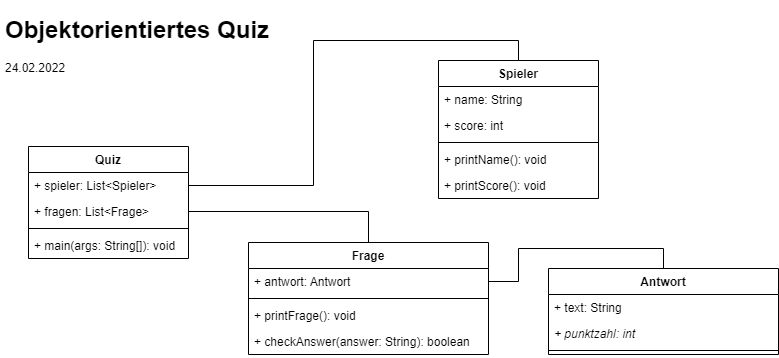 Objektorientiertes Quiz
24.02.2022
Spieler
+ name: String
+ score: int
+ printName(): void
+ printScore(): void
Quiz
+ spieler: List<Spieler>
+ fragen: List<Frage>
+ main(args: String[]): void
Frage
+ antwort: Antwort
+ printFrage(): void
+ checkAnswer(answer: String): boolean
Antwort
+ text: String
+ punktzahl: int